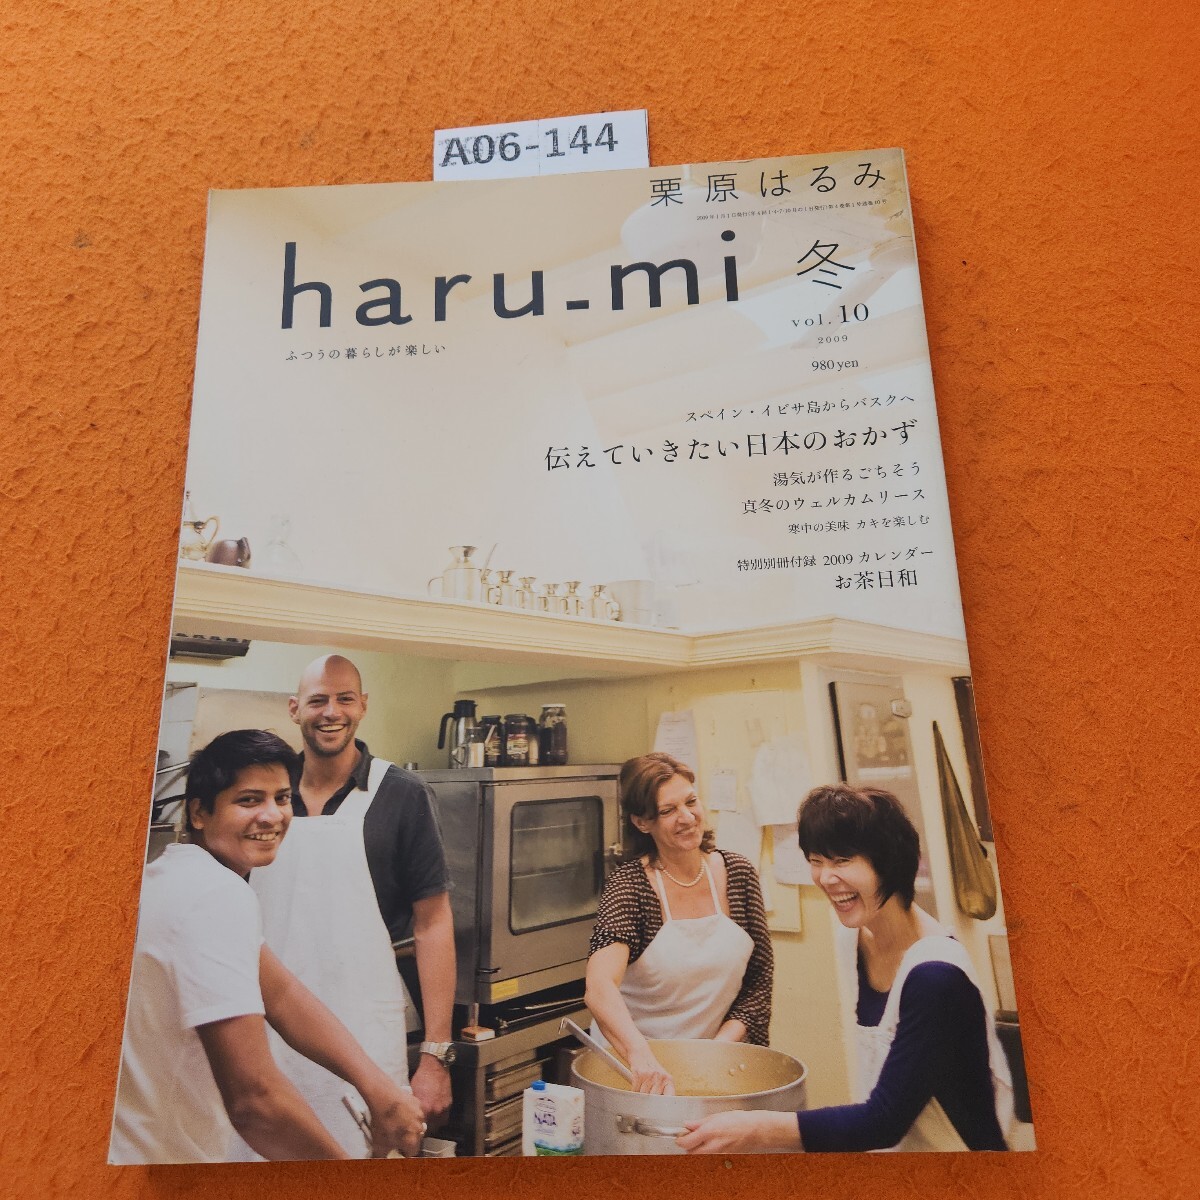 A06-144
栗原はるみ
haru_mi 冬
vol. 10
2009
980 yen
ふつうの暮らしが楽しい
スペイン・イビサ島からバスクへ
伝えていきたい日本のおかず
湯気が作るごちそう
真冬のウェルカムリース
寒中の美味 カキを楽しむ
特別別冊付録 2009 カレンダー
お茶日和
NATA